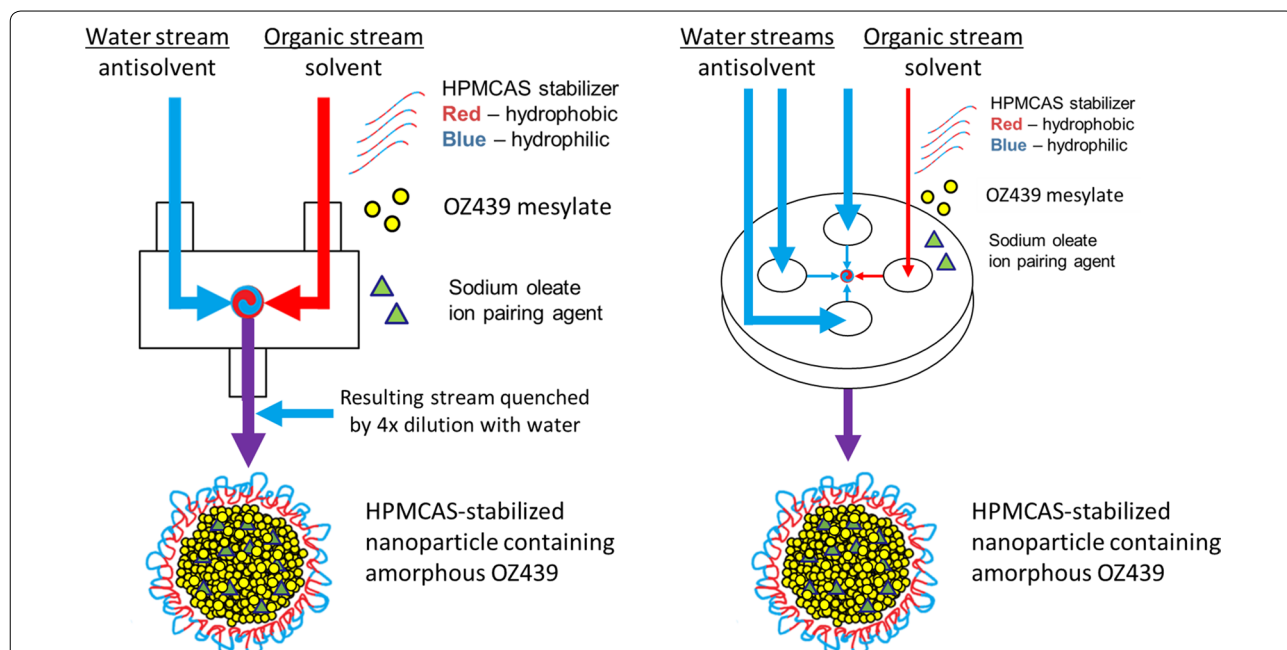 Water stream
antisolvent
Organic stream
solvent
HPMCAS stabilizer
Red – hydrophobic
Blue – hydrophilic
OZ439 mesylate
Sodium oleate
ion pairing agent
Resulting stream quenched
by 4x dilution with water
HPMCAS-stabilized
nanoparticle containing
amorphous OZ439
Water streams
antisolvent
Organic stream
solvent
HPMCAS stabilizer
Red – hydrophobic
Blue – hydrophilic
OZ439 mesylate
Sodium oleate
ion pairing agent
HPMCAS-stabilized
nanoparticle containing
amorphous OZ439